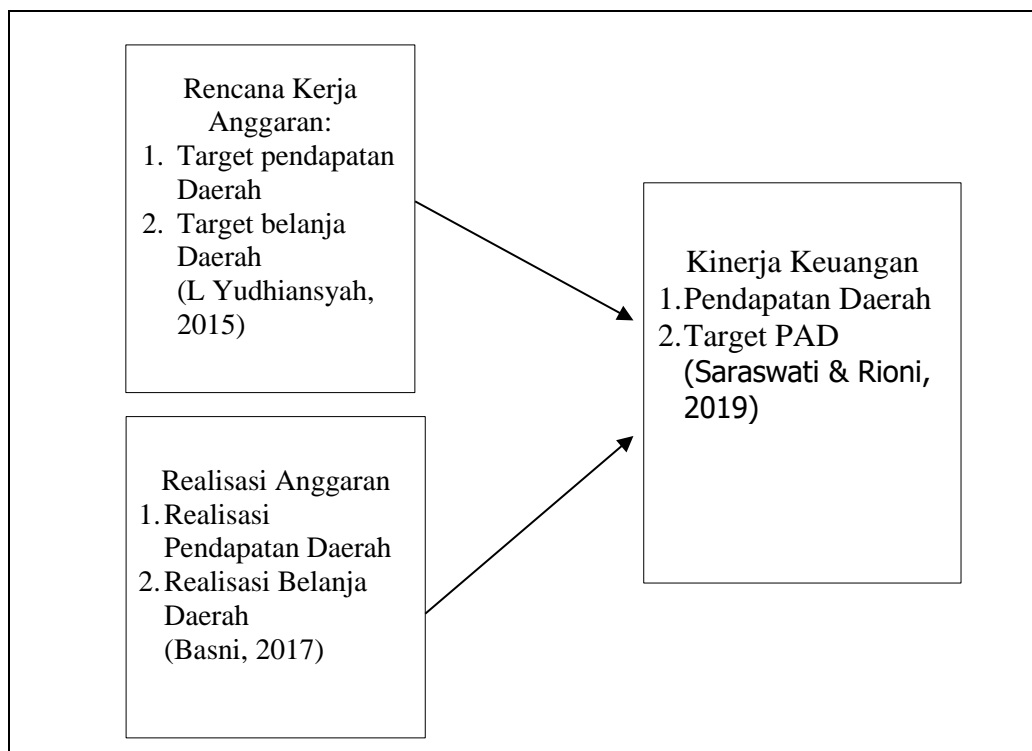 Rencana Kerja
Anggaran:
1. Target pendapatan
Daerah
2. Target belanja
Daerah
(L Yudhiansyah,
2015)
Realisasi Anggaran
1. Realisasi
Pendapatan Daerah
2. Realisasi Belanja
Daerah
(Basni, 2017)
Kinerja Keuangan
1. Pendapatan Daerah
2. Target PAD
(Saraswati & Rioni,
2019)